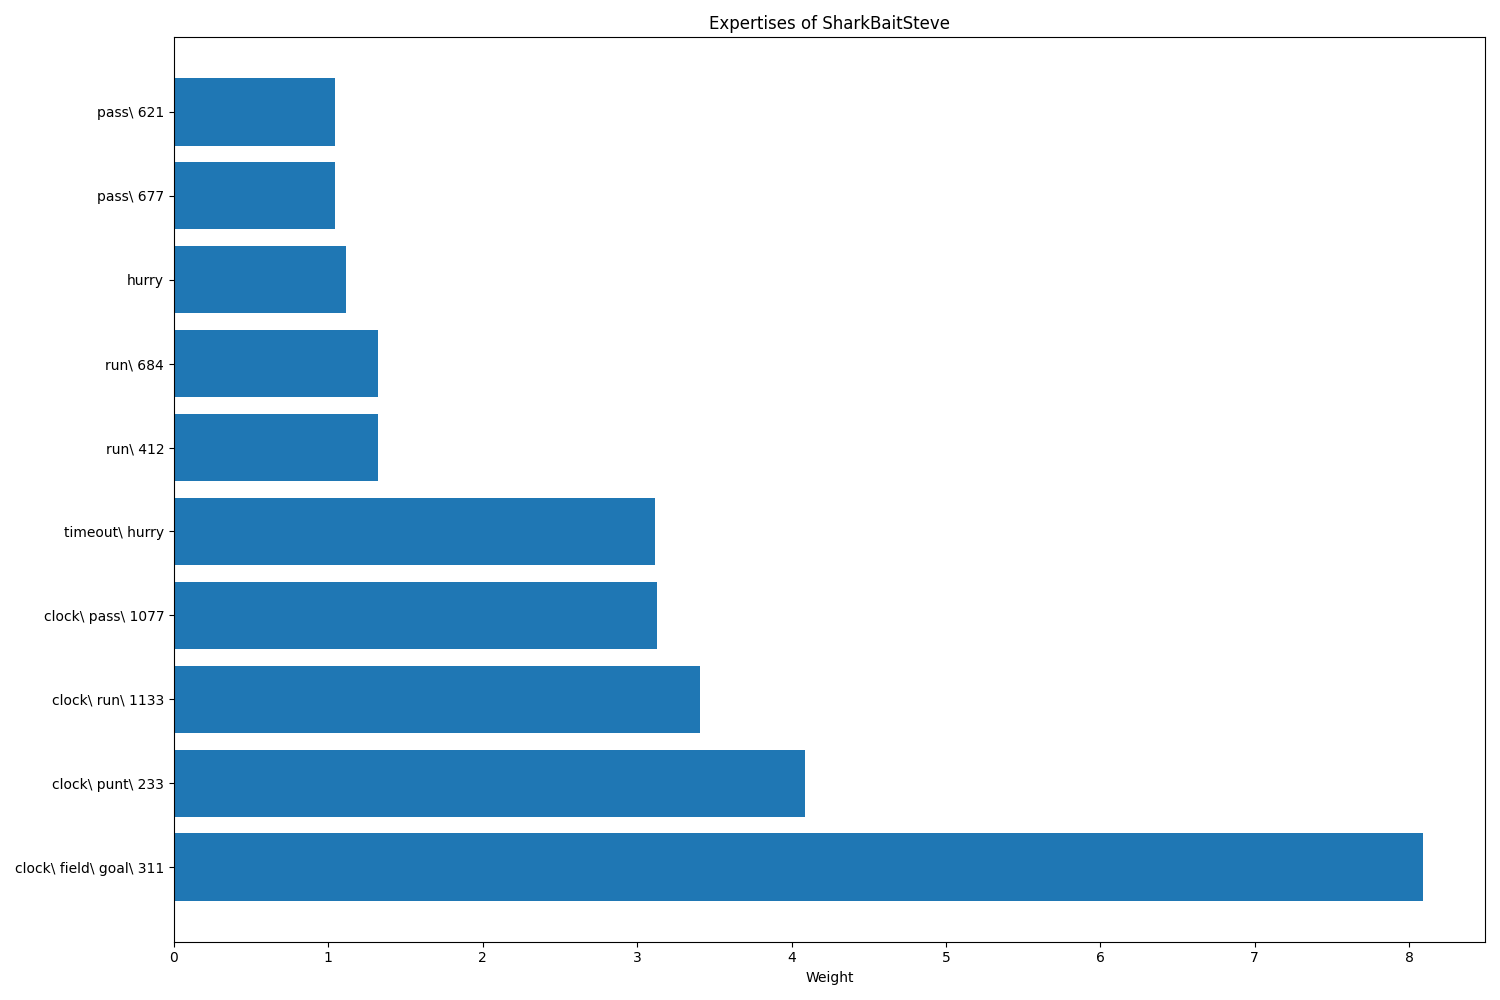 Expertises of SharkBaitSteve
pass\ 621
pass\ 677
hurry
run\ 684
run\ 412
timeout\ hurry
clock\ pass\ 1077
clock\ run\ 1133
clock\ punt\ 233
clock\ field\ goal\ 311
0 1 2 3 4 5 6 7 8
Weight